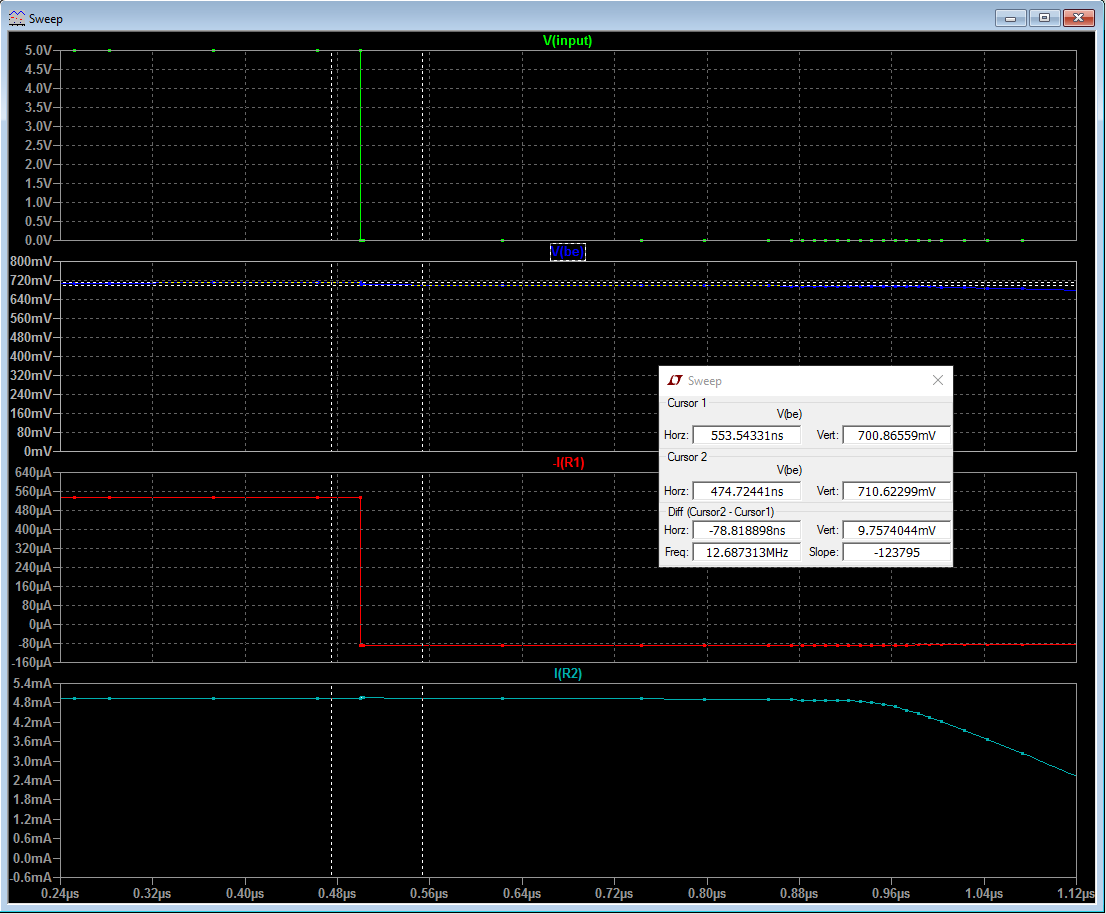 Sweep
V(input)
5.0V
4.5V
4.0V
3.5V
3.0V
2.5V
2.0V
1.5V
1.0V
0.5V
0.0V
V(be)
800mV
720mV
640mV
560mV
480mV
400mV
320mV
240mV
160mV
80mV
0mV
-I(R1)
640µA
560µA
480µA
400µA
320µA
240µA
160µA
80µA
0µA
-80µA
-160µA
I(R2)
5.4mA
4.8mA
4.2mA
3.6mA
3.0mA
2.4mA
1.8mA
1.2mA
0.6mA
0.0mA
-0.6mA
0.24µs 0.32µs 0.40µs 0.48µs 0.56µs 0.64µs 0.72µs 0.80µs 0.88µs 0.96µs 1.04µs 1.12µs
Sweep
Cursor 1
V(be)
Horz: 553.54331ns Vert: 700.86559mV
Cursor 2
V(be)
Horz: 474.72441ns Vert: 710.62299mV
Diff (Cursor2 - Cursor1)
Horz: -78.818898ns Vert: 9.7574044mV
Freq: 12.687313MHz Slope: -123795